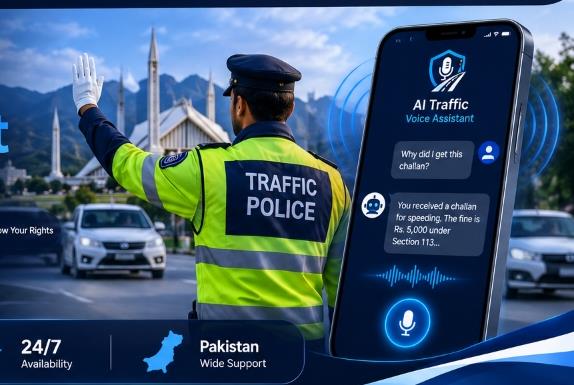 t
ow Your Rights
TRAFFIC
POLICE
AI Traffic
Voice Assistant
Why did I get this
challan?
You received a challan
for speeding. The fine is
Rs. 5,000 under
Section 113...
24/7
Availability
Pakistan
Wide Support